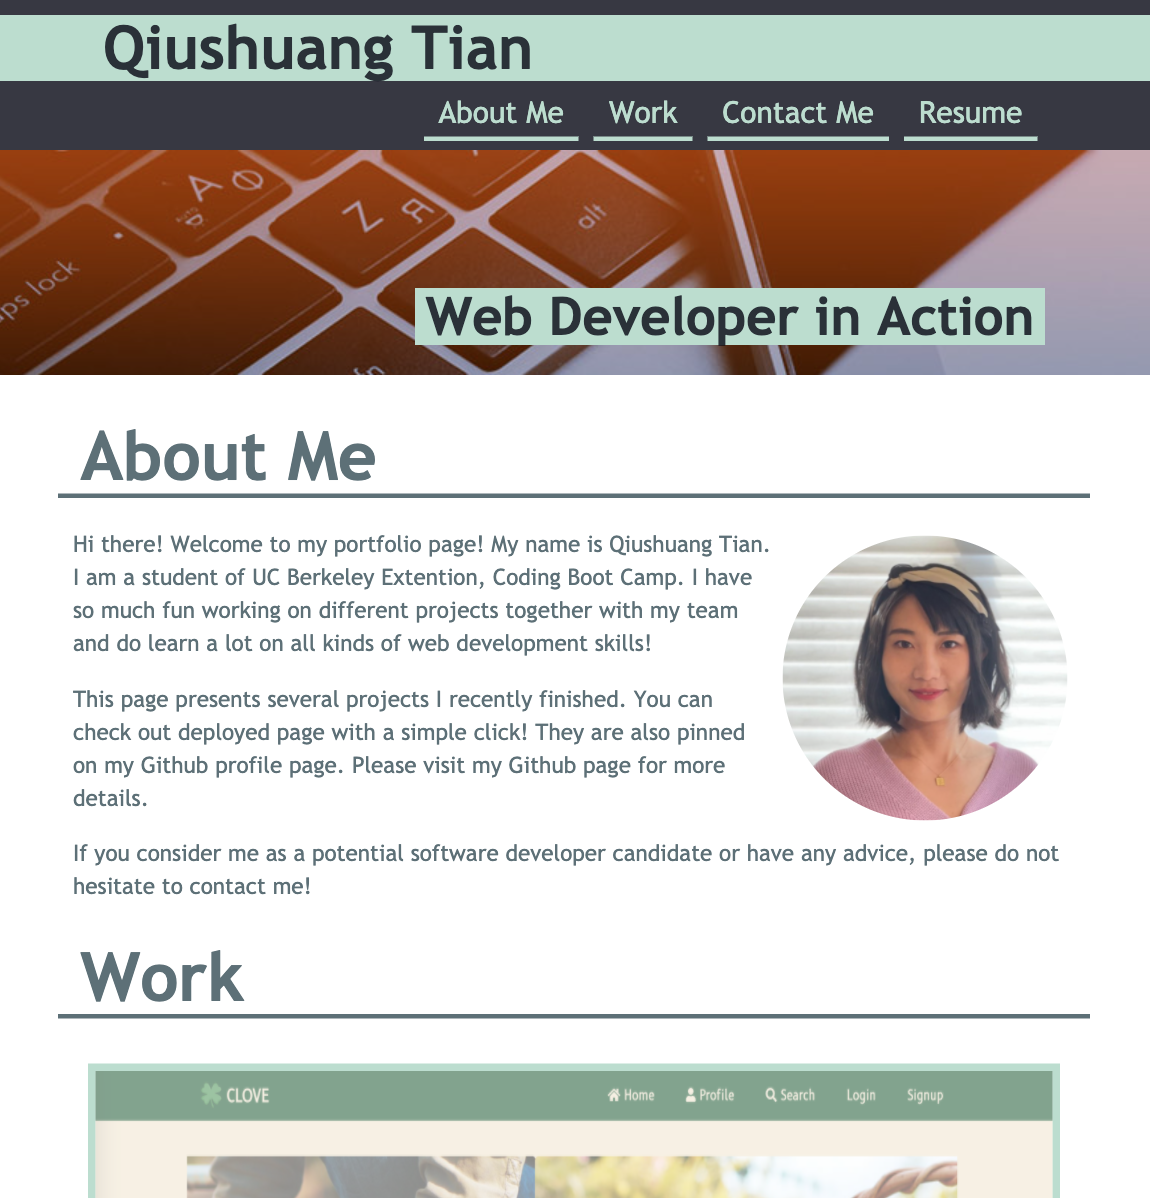 Qiushuang Tian
About Me Work Contact Me Resume
A
Z Я
alt
aps lock
fn
Web Developer in Action
About Me
Hi there! Welcome to my portfolio page! My name is Qiushuang Tian.
I am a student of UC Berkeley Extention, Coding Boot Camp. I have
so much fun working on different projects together with my team
and do learn a lot on all kinds of web development skills!
This page presents several projects I recently finished. You can
check out deployed page with a simple click! They are also pinned
on my Github profile page. Please visit my Github page for more
details.
If you consider me as a potential software developer candidate or have any advice, please do not
hesitate to contact me!
Work
CLOVE Home Profile Search Login Signup